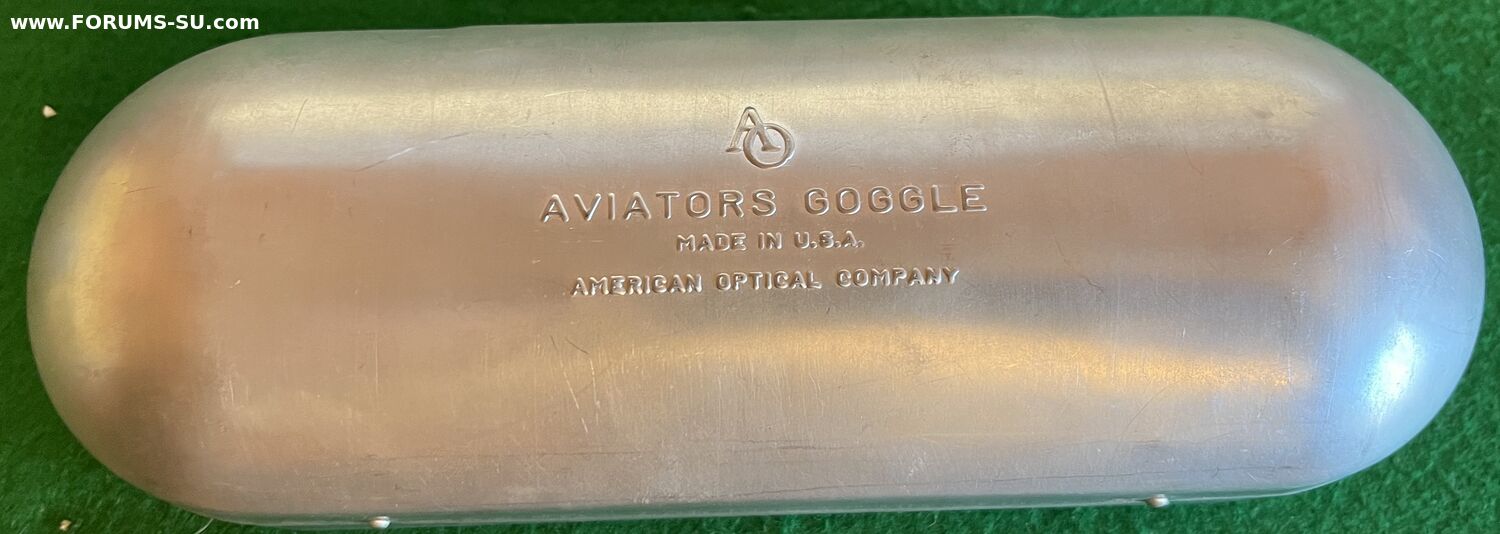 www.FORUMS-SU.com
AO
AVIATORS GOGGLE
MADE IN U.S.A.
AMERICAN OPTICAL COMPANY